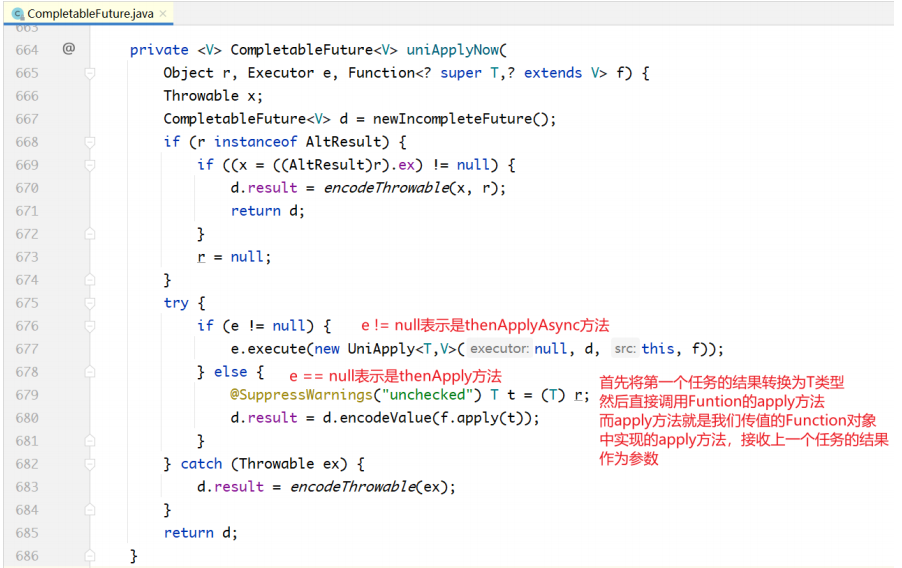 CompletableFuture.java
663
664 @ private <V> CompletableFuture<V> uniApplyNow(
665 Object r, Executor e, Function<? super T,? extends V> f) {
666 Throwable x;
667 CompletableFuture<V> d = newIncompleteFuture();
668 if (r instanceof AltResult) {
669 if ((x = ((AltResult)r).ex) != null) {
670 d.result = encodeThrowable(x, r);
671 return d;
672 }
673 r = null;
674 }
675 try {
676 if (e != null) { e != null表示是thenApplyAsync方法
677 e.execute(new UniApply<T,V>( executor: null, d, src: this, f));
678 } else { e == null表示是thenApply方法
679 @SuppressWarnings("unchecked") T t = (T) r;
680 d.result = d.encodeValue(f.apply(t));
681 }
682 } catch (Throwable ex) {
683 d.result = encodeThrowable(ex);
684 }
685 return d;
686 }
首先将第一个任务的结果转换为T类型
然后直接调用Funtion的apply方法
而apply方法就是我们传值的Function对象
中实现的apply方法，接收上一个任务的结果
作为参数